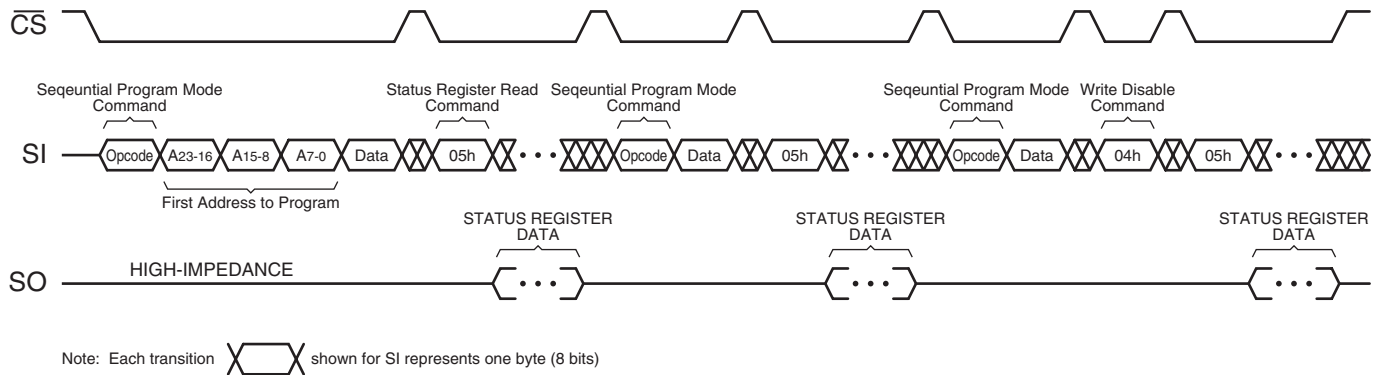 CS
Seqeuntial Program Mode
Command
Status Register Read
Command
Seqeuntial Program Mode
Command
Seqeuntial Program Mode
Command
Write Disable
Command
SI
Opcode A23-16 A15-8 A7-0 Data 05h Opcode Data 05h Opcode Data 04h 05h
First Address to Program
STATUS REGISTER
DATA
STATUS REGISTER
DATA
STATUS REGISTER
DATA
SO
HIGH-IMPEDANCE
Note: Each transition shown for SI represents one byte (8 bits)